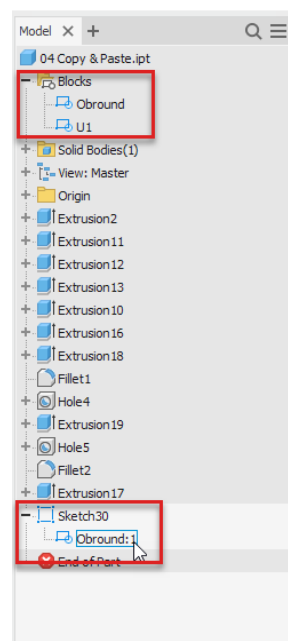 Model
04 Copy & Paste.ipt
Blocks
Obround
U1
Solid Bodies(1)
View: Master
Origin
Extrusion2
Extrusion11
Extrusion12
Extrusion13
Extrusion10
Extrusion16
Extrusion18
Fillet1
Hole4
Extrusion19
Hole5
Fillet2
Extrusion17
Sketch30
Obround:1
End of Part